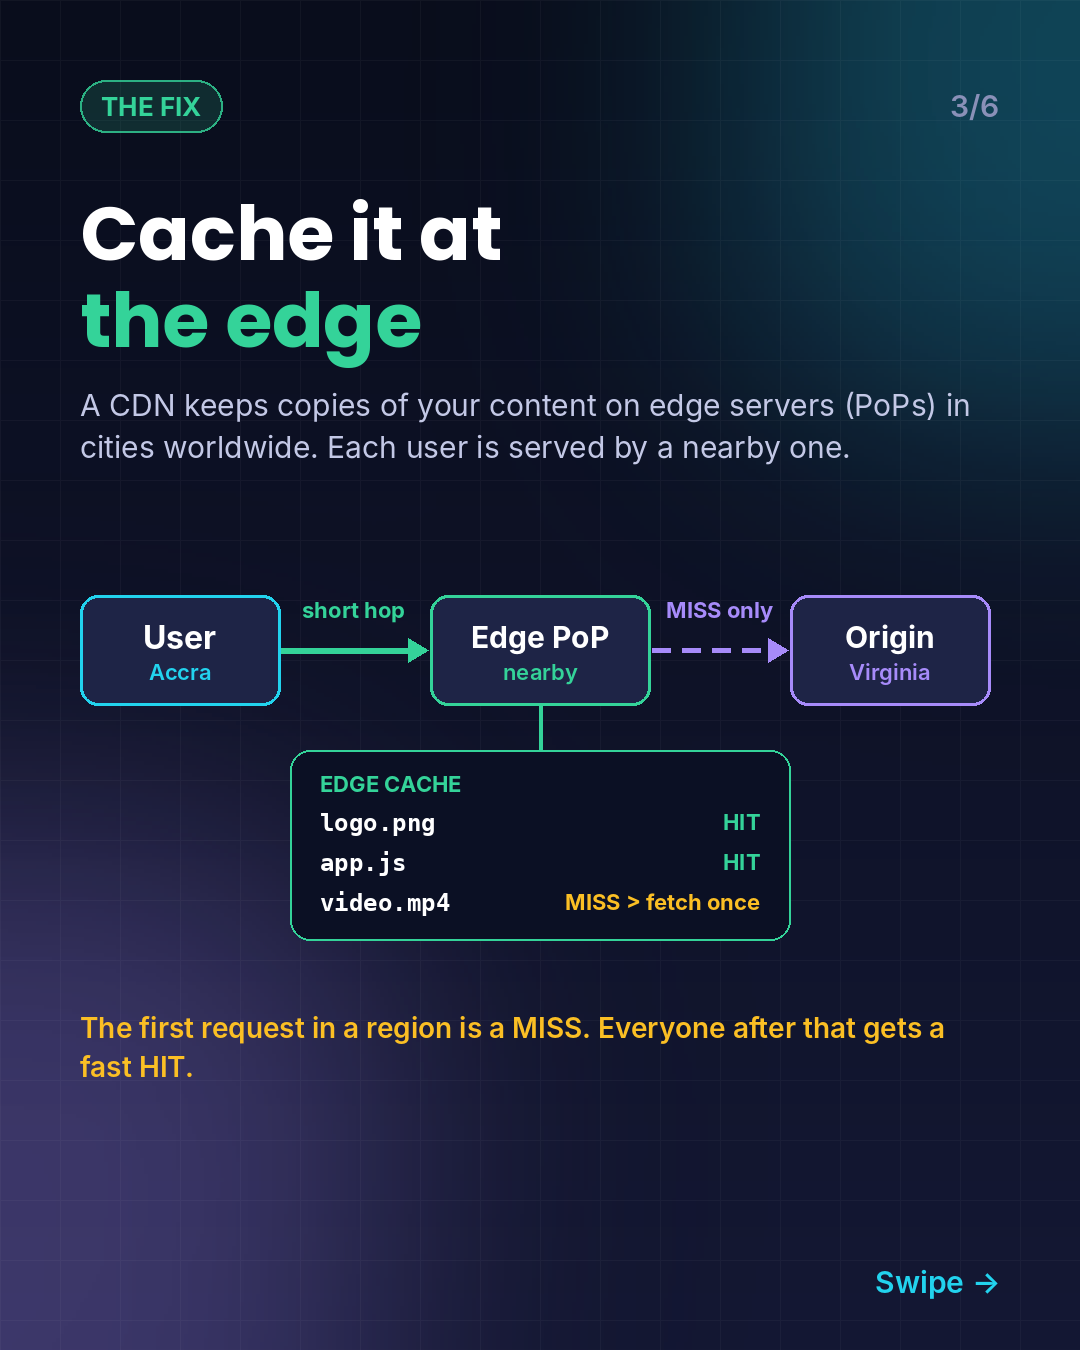 THE FIX
3/6
Cache it at
the edge
A CDN keeps copies of your content on edge servers (PoPs) in
cities worldwide. Each user is served by a nearby one.
User
Accra
short hop
Edge PoP
nearby
MISS only
Origin
Virginia
EDGE CACHE
logo.png HIT
app.js HIT
video.mp4 MISS > fetch once
The first request in a region is a MISS. Everyone after that gets a
fast HIT.
Swipe →